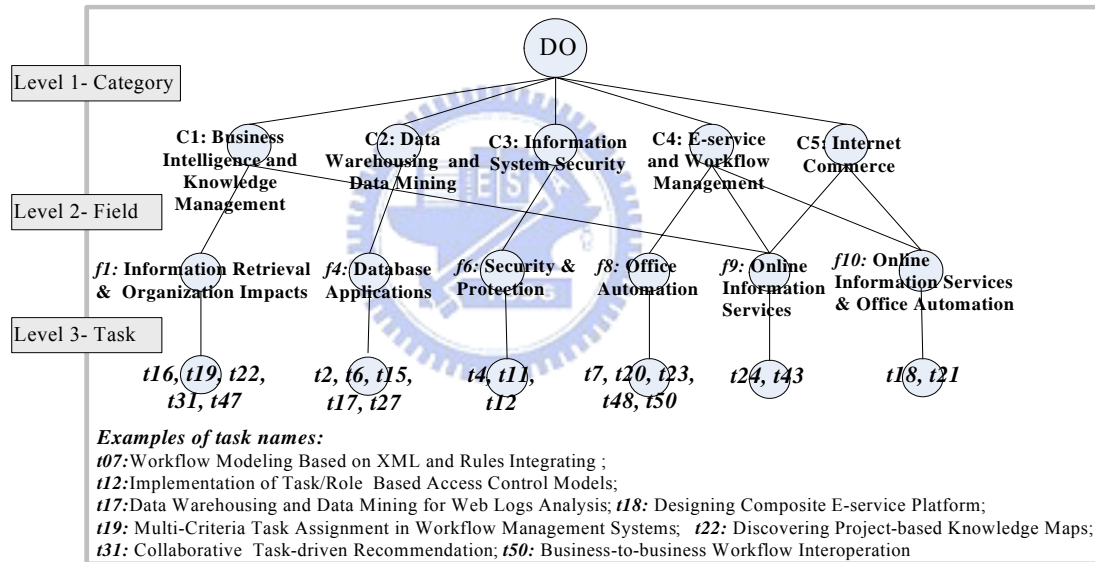 DO
Level 1- Category
C1: Business
Intelligence and
Knowledge
Management
C2: Data
Warehousing and
Data Mining
C3: Information
System Security
C4: E-service
and Workflow
Management
C5: Internet
Commerce
Level 2- Field
f1: Information Retrieval
& Organization Impacts
f4: Database
Applications
f6: Security &
Protection
f8: Office
Automation
f9: Online
Information
Services
f10: Online
Information Services
& Office Automation
Level 3- Task
t16, t19, t22,
t31, t47
t2, t6, t15,
t17, t27
t4, t11,
t12
t7, t20, t23,
t48, t50
t24, t43
t18, t21
Examples of task names:
t07:Workflow Modeling Based on XML and Rules Integrating ;
t12:Implementation of Task/Role Based Access Control Models;
t17:Data Warehousing and Data Mining for Web Logs Analysis; t18: Designing Composite E-service Platform;
t19: Multi-Criteria Task Assignment in Workflow Management Systems; t22: Discovering Project-based Knowledge Maps;
t31: Collaborative Task-driven Recommendation; t50: Business-to-business Workflow Interoperation